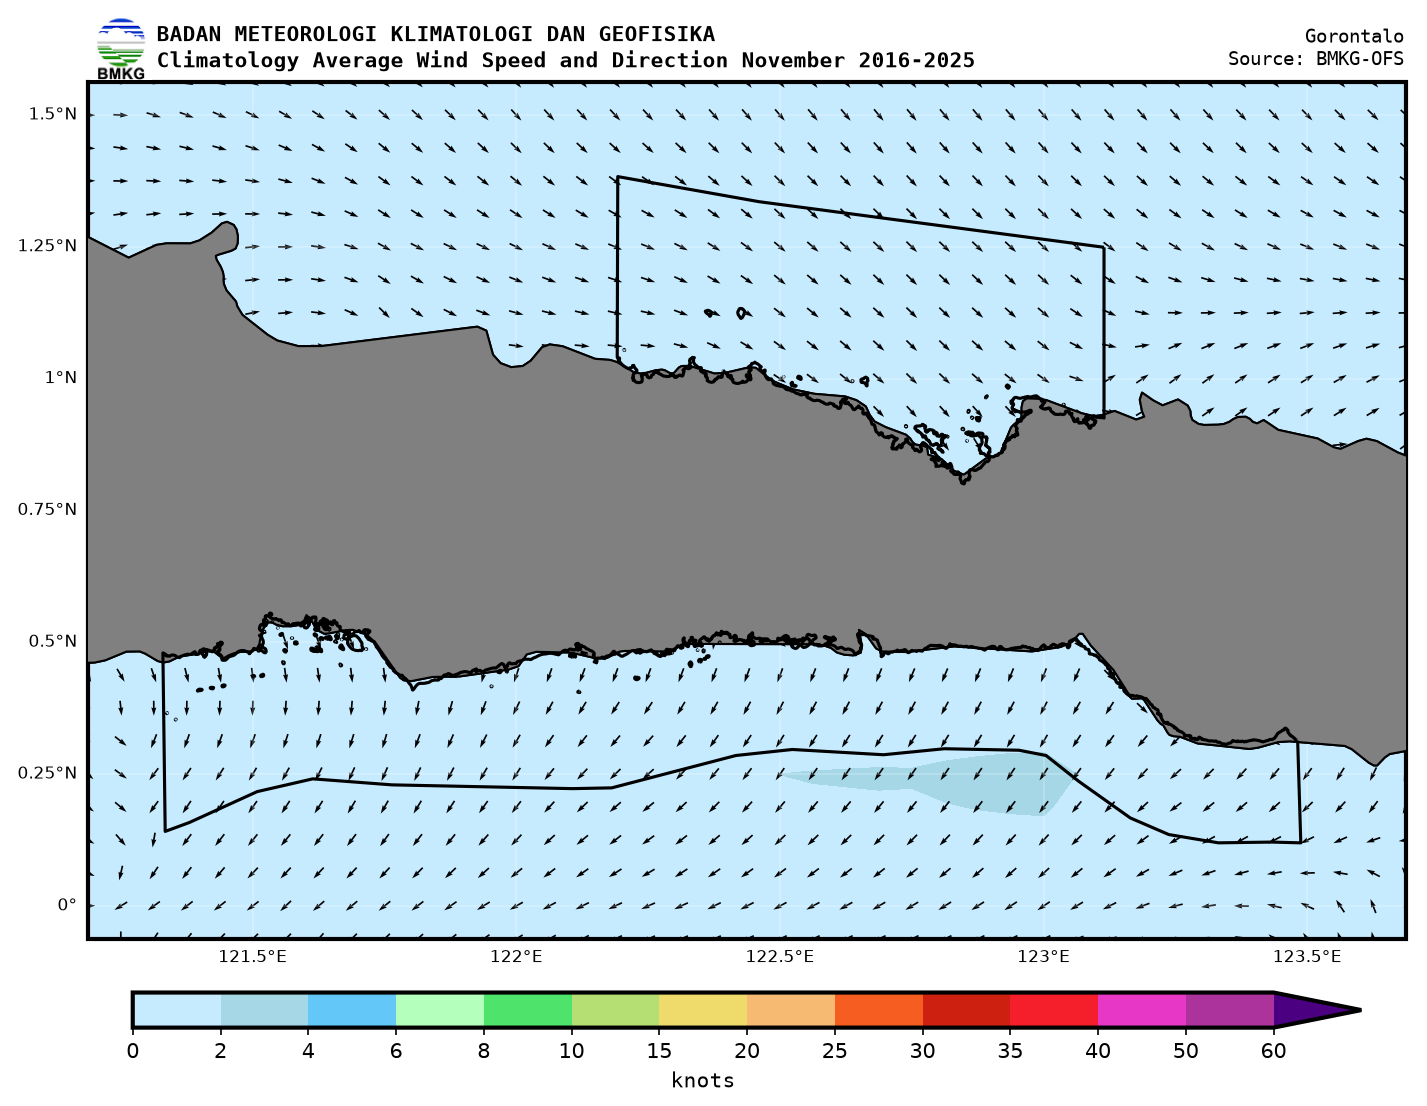 BADAN METEOROLOGI KLIMATOLOGI DAN GEOFISIKA
Climatology Average Wind Speed and Direction November 2016-2025
BMKG
Gorontalo
Source: BMKG-OFS
1.5°N
1.25°N
1°N
0.75°N
0.5°N
0.25°N
0°
121.5°E 122°E 122.5°E 123°E 123.5°E
0 2 4 6 8 10 15 20 25 30 35 40 50 60
knots